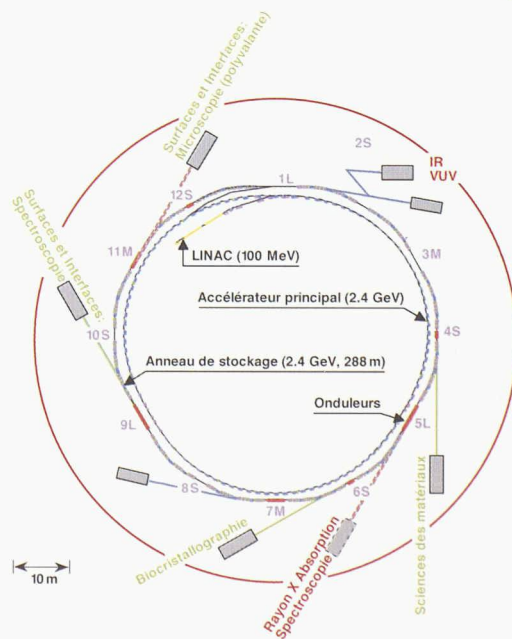 Surfaces et Interfaces:
Microscopie (polyvalante)
2S
IR
VUV
1L
12S
Surfaces et Interfaces:
Spectroscopie
11M
LINAC (100 MeV)
3M
Accélérateur principal (2.4 GeV)
10S
4S
Anneau de stockage (2.4 GeV, 288 m)
Onduleurs
9L
5L
8S
6S
7M
Sciences des matériaux
Biocristallographie
Rayon X Absorption
Spectroscopie
10 m